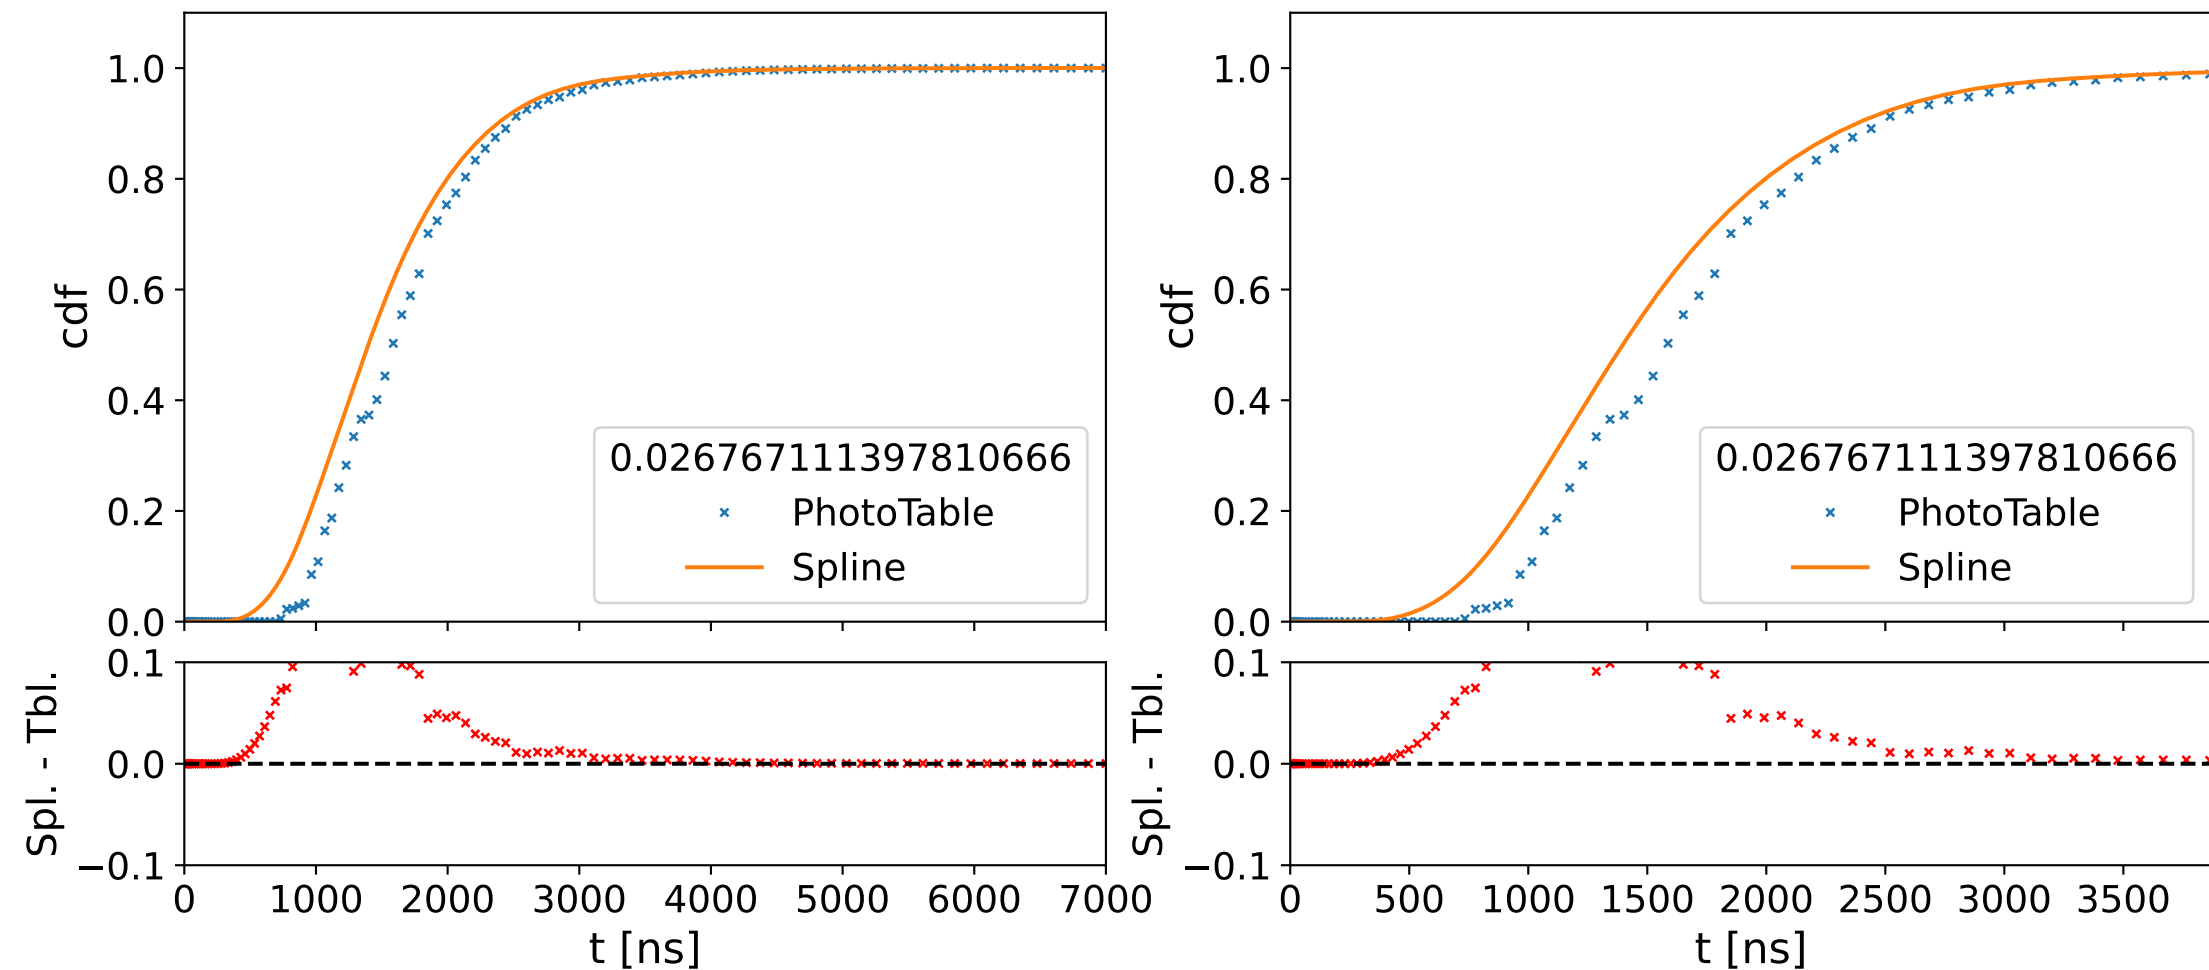 1.0
0.8
0.6
0.4
0.2
0.0
cdf
0.026767111397810666
PhotoTable
Spline
0.1
0.0
−0.1
Spl. - Tbl.
0 1000 2000 3000 4000 5000 6000 7000
t [ns]
1.0
0.8
0.6
0.4
0.2
0.0
cdf
0.026767111397810666
PhotoTable
Spline
0.1
0.0
−0.1
Spl. - Tbl.
0 500 1000 1500 2000 2500 3000 3500
t [ns]